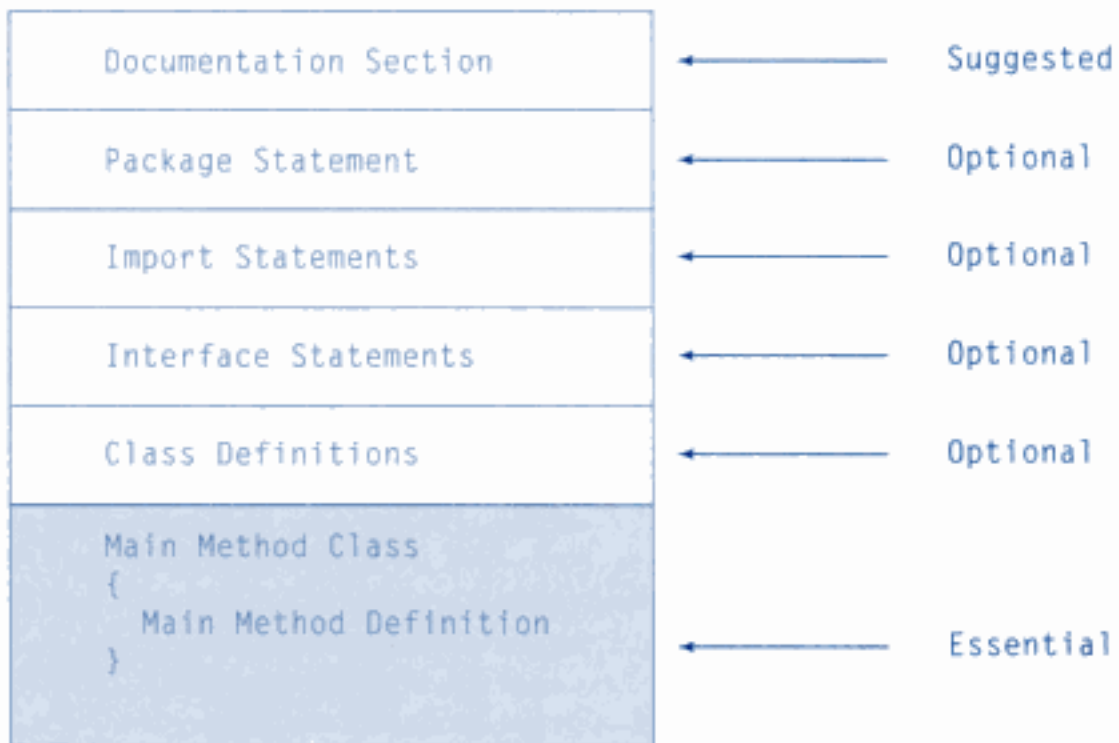 Documentation Section Suggested
Package Statement Optional
Import Statements Optional
Interface Statements Optional
Class Definitions Optional
Main Method Class
{
Main Method Definition
}
Essential